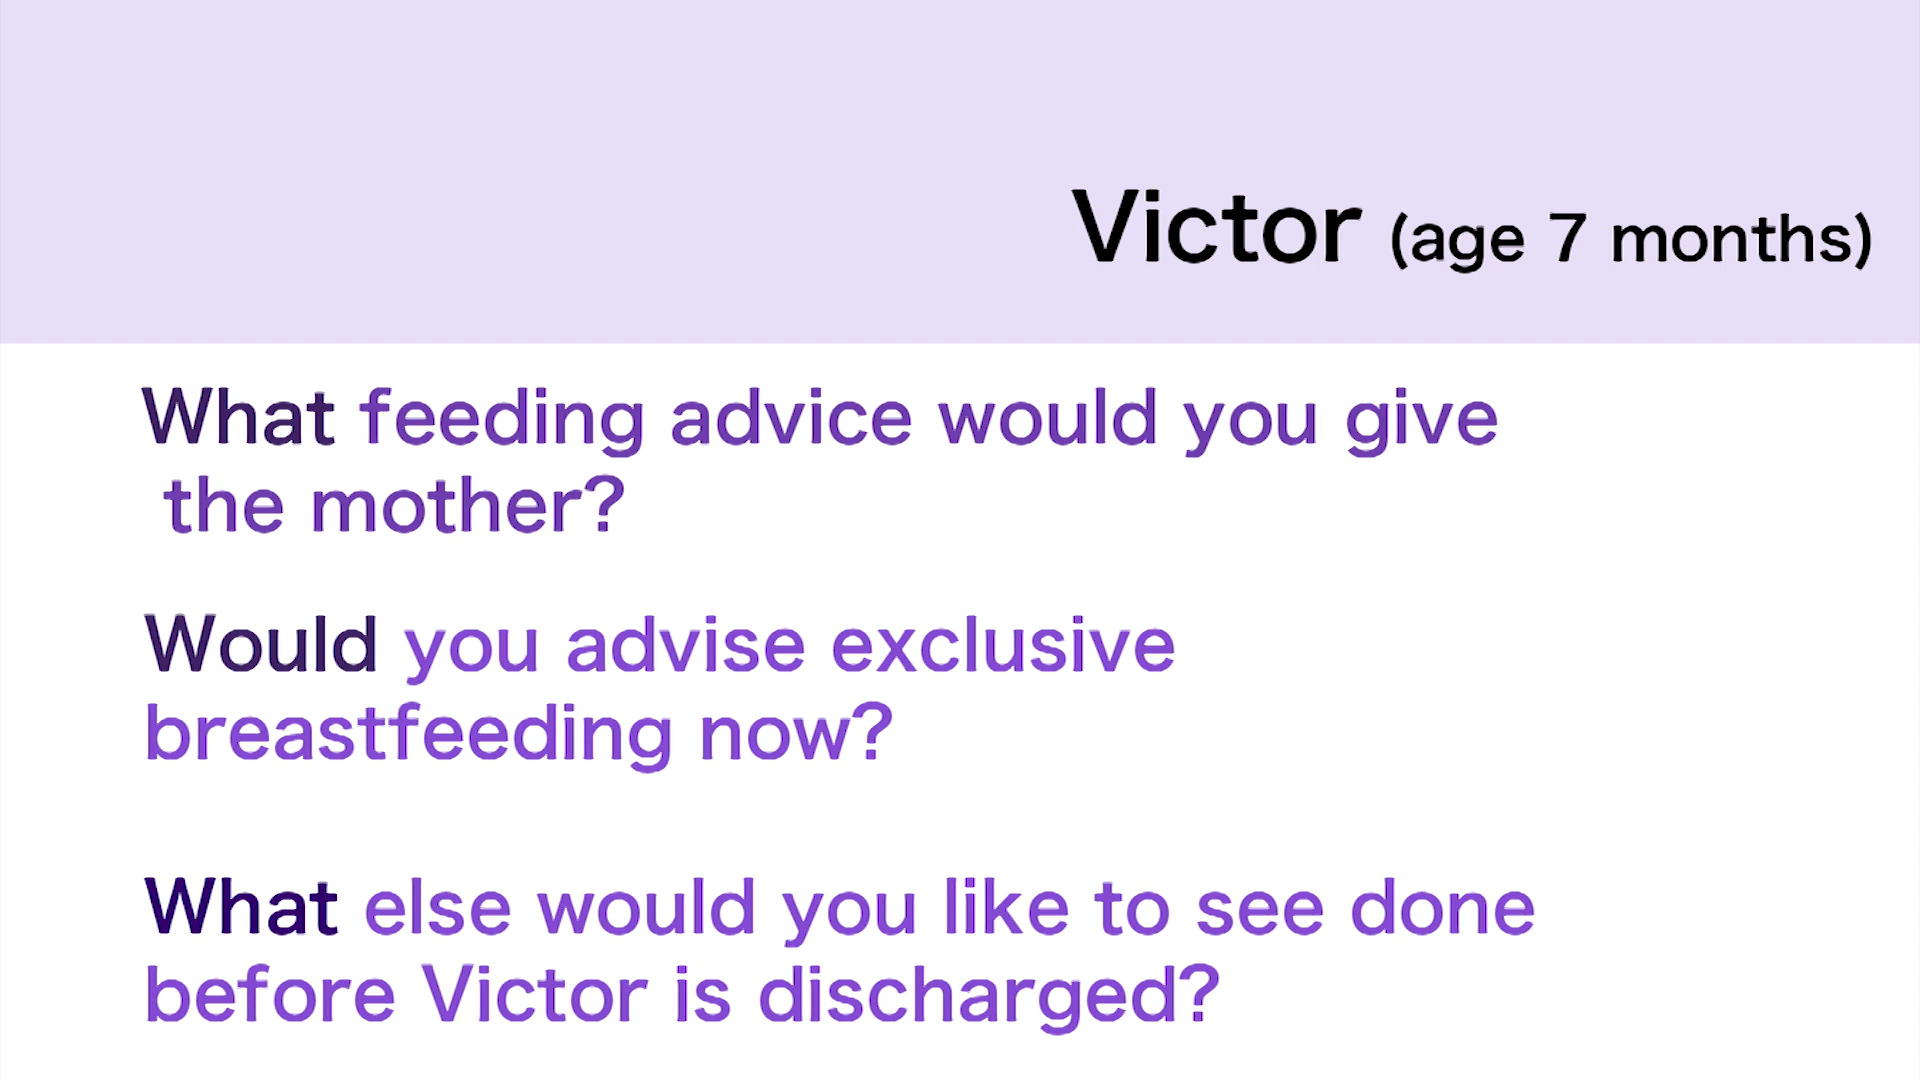 Victor (age 7 months)
What feeding advice would you give
the mother?
Would you advise exclusive
breastfeeding now?
What else would you like to see done
before Victor is discharged?